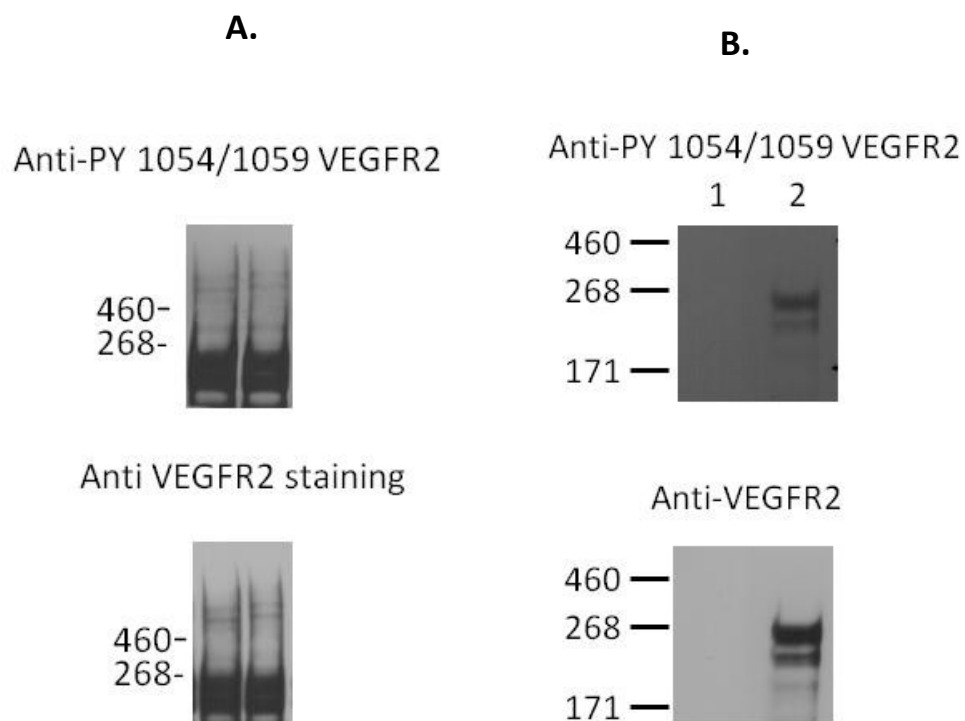 A.
Anti-PY 1054/1059 VEGFR2
460-
268-
Anti VEGFR2 staining
460-
268-
B.
Anti-PY 1054/1059 VEGFR2
1 2
460
268
171
Anti-VEGFR2
460
268
171